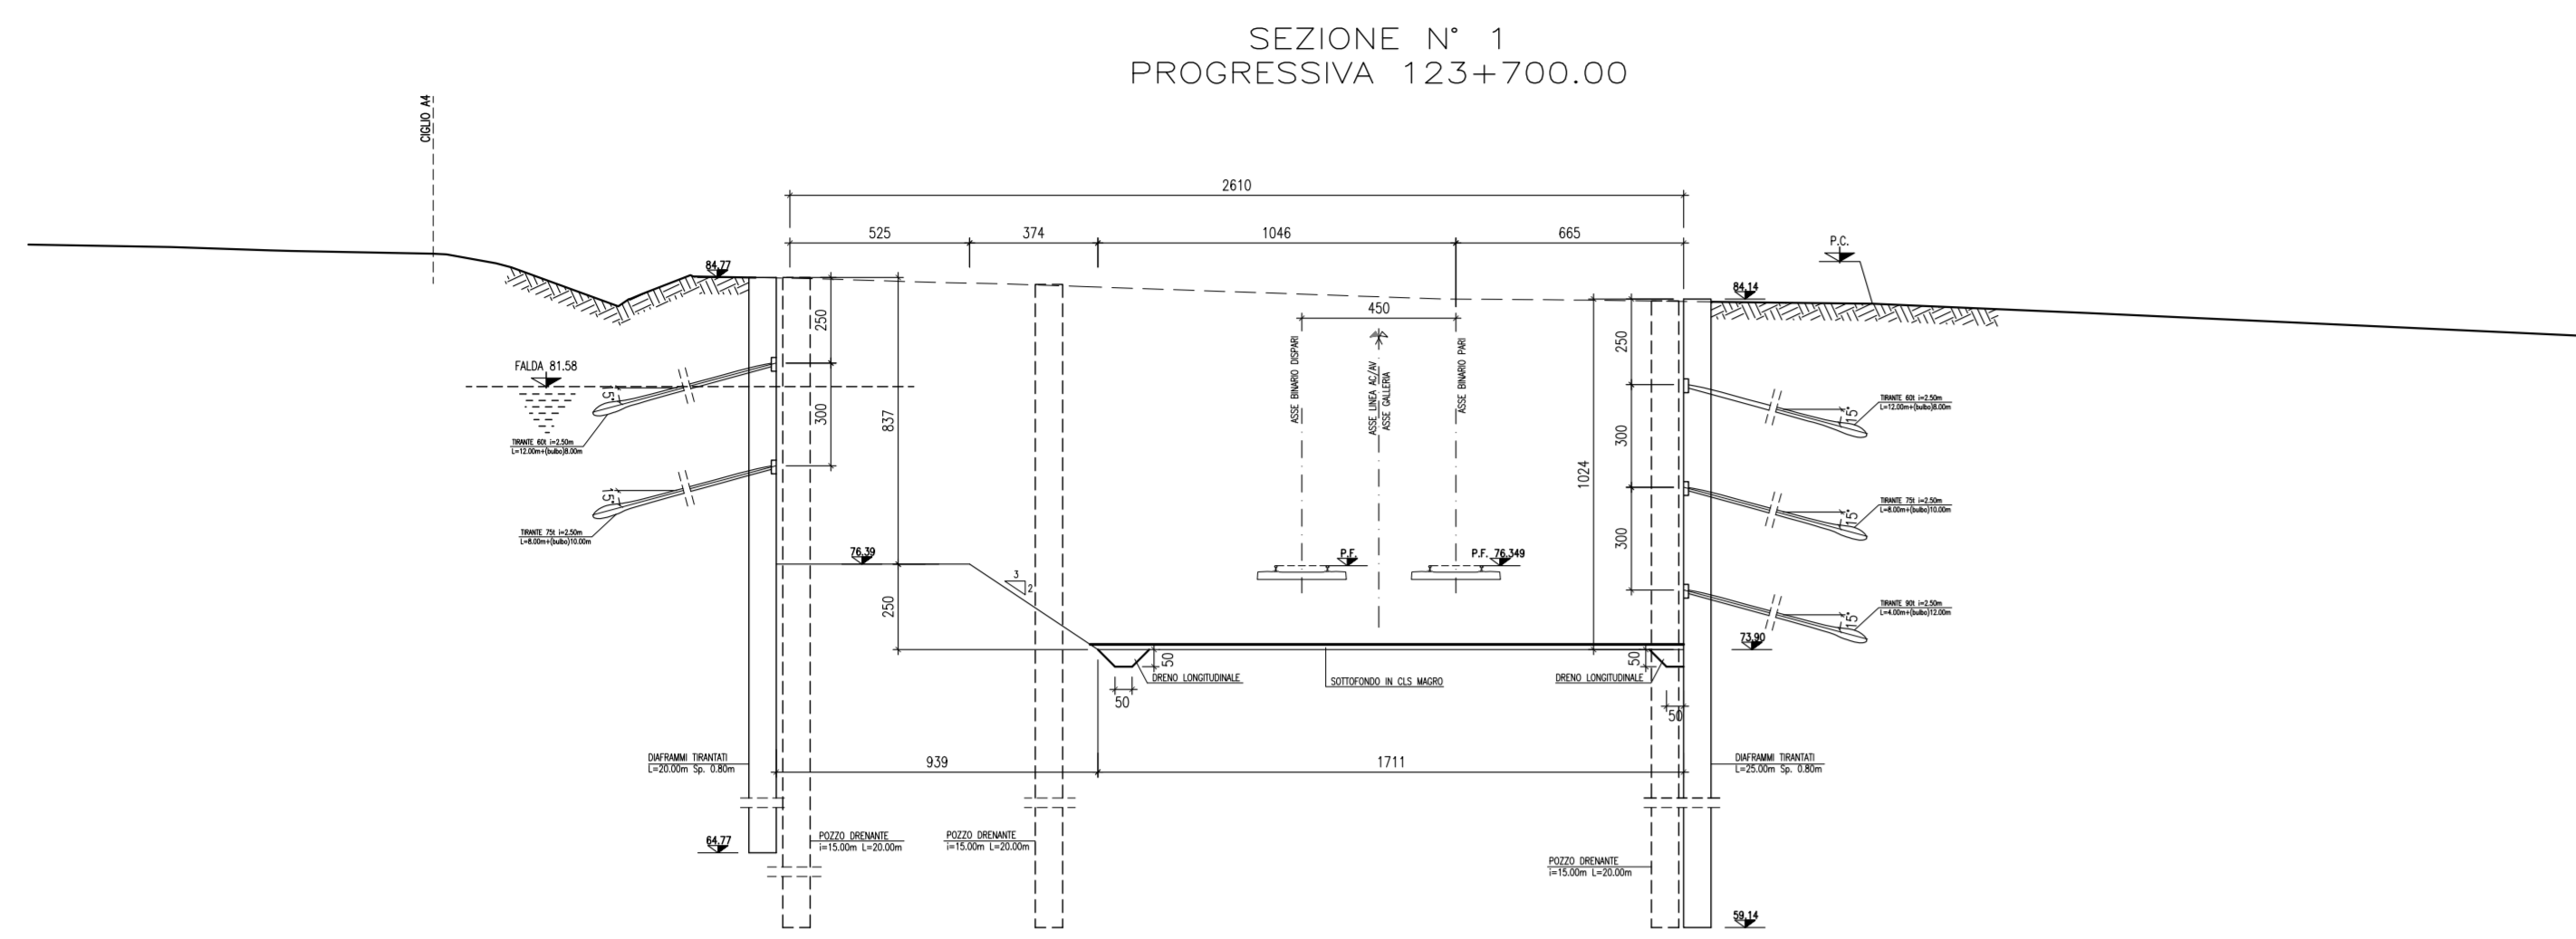 SEZIONE N° 1
PROGRESSIVA 123+700.00
CIGLIO A4
2610
525
374
1046
665
P.C.
84.77
84.14
450
250
300
837
250
FALDA 81.58
15°
TIRANTE 60t i=2.50m
L=12.00m+(bulbo)8.00m
15°
TIRANTE 75t i=2.50m
L=8.00m+(bulbo)10.00m
76.39
3
2
ASSE BINARIO DISPARI
ASSE LINEA AC/AV
ASSE GALLERIA
ASSE BINARIO PARI
P.F.
P.F. 76.349
1024
250
300
300
15°
TIRANTE 60t i=2.50m
L=12.00m+(bulbo)8.00m
15°
TIRANTE 75t i=2.50m
L=8.00m+(bulbo)10.00m
15°
TIRANTE 90t i=2.50m
L=4.00m+(bulbo)12.00m
73.90
50
50
DRENO LONGITUDINALE
SOTTOFONDO IN CLS MAGRO
DRENO LONGITUDINALE
50
50
939
1711
DIAFRAMMI TIRANTATI
L=20.00m Sp. 0.80m
DIAFRAMMI TIRANTATI
L=25.00m Sp. 0.80m
64.77
POZZO DRENANTE
i=15.00m L=20.00m
POZZO DRENANTE
i=15.00m L=20.00m
POZZO DRENANTE
i=15.00m L=20.00m
59.14